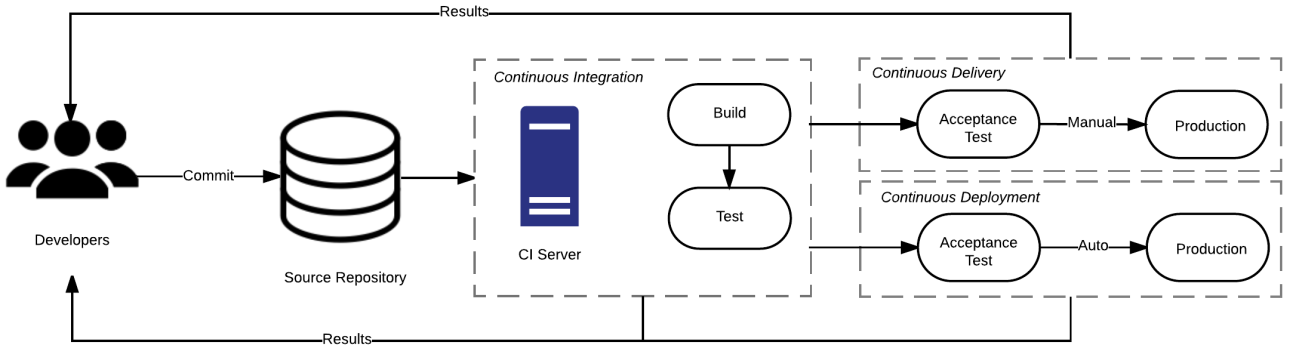 Results
Continuous Integration
Continuous Delivery
Build
Acceptance
Test
Manual
Production
Commit
Continuous Deployment
Test
Acceptance
Test
Auto
Production
Developers
CI Server
Source Repository
Results